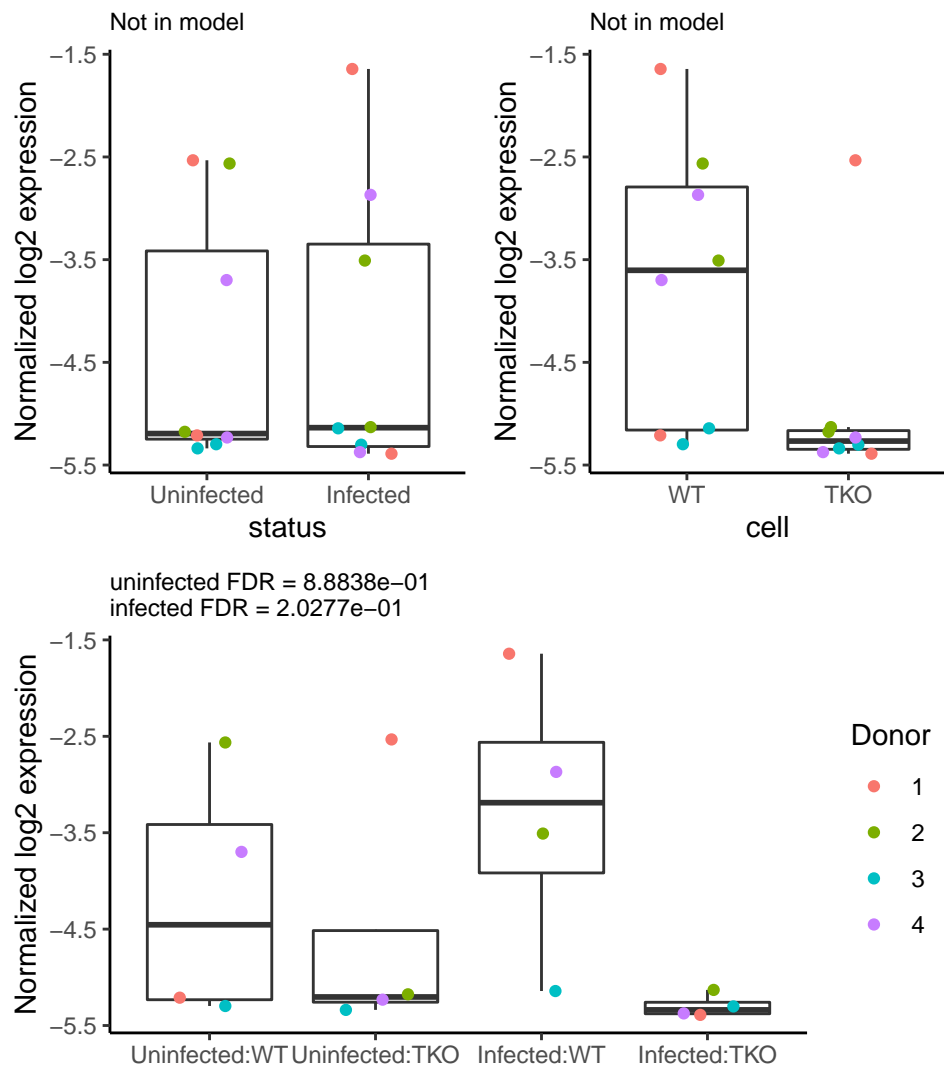 Not in model
Normalized log2 expression
−1.5
−2.5
−3.5
−4.5
−5.5
Uninfected
Infected
status
Not in model
Normalized log2 expression
−1.5
−2.5
−3.5
−4.5
−5.5
WT
TKO
cell
uninfected FDR = 8.8838e−01
infected FDR = 2.0277e−01
Normalized log2 expression
−1.5
−2.5
−3.5
−4.5
−5.5
Uninfected:WT
Uninfected:TKO
Infected:WT
Infected:TKO
Donor
1
2
3
4